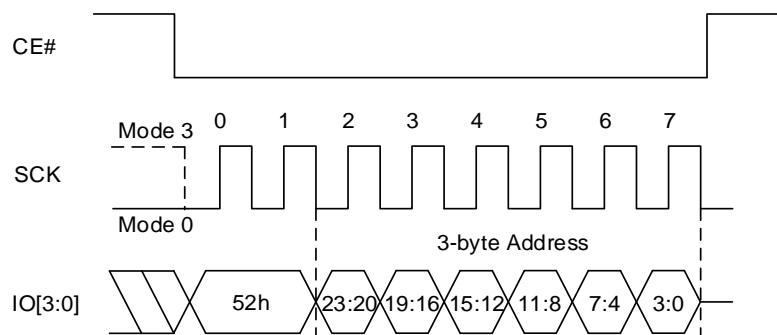 CE#
0 1 2 3 4 5 6 7
Mode 3
SCK
Mode 0
3-byte Address
IO[3:0] 52h 23:20 19:16 15:12 11:8 7:4 3:0